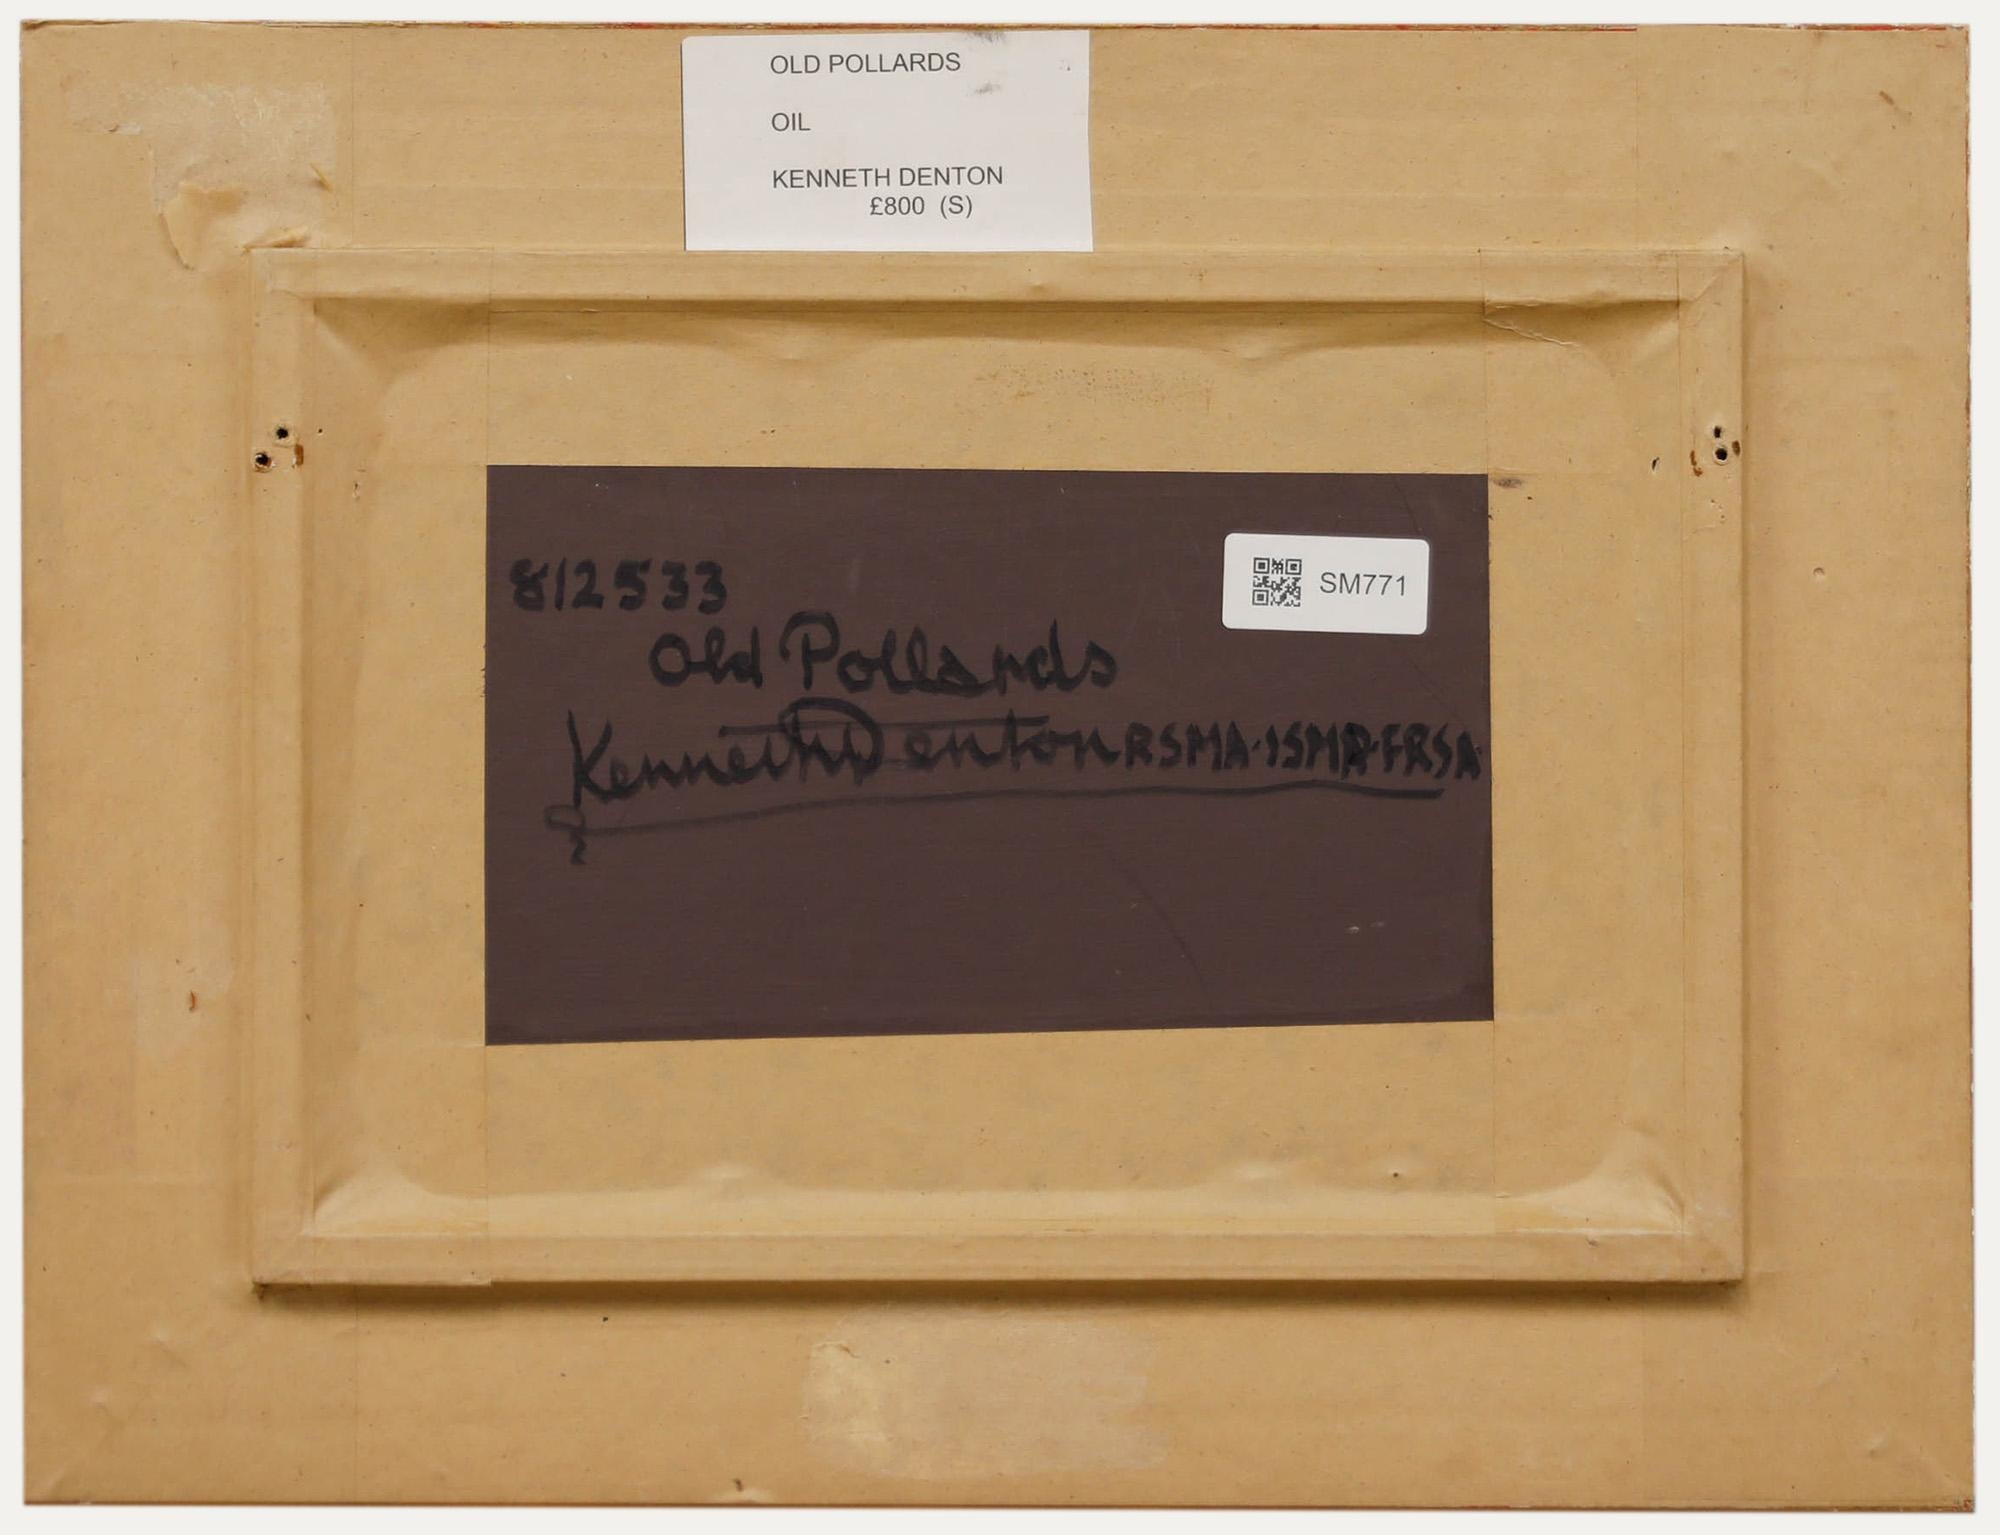 OLD POLLARDS
OIL
KENNETH DENTON
£800 (S)
812533
SM771
Old Pollards
Kenneth Denton RSMA·ISMP·FRSA·